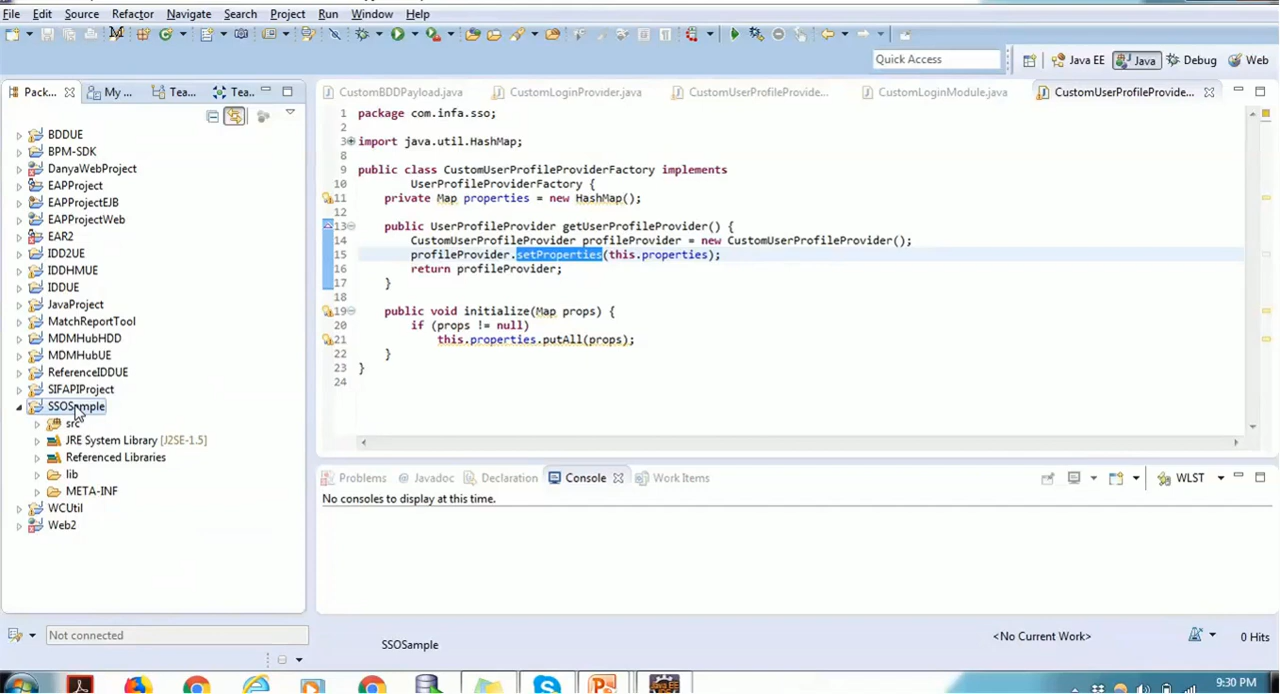 File Edit Source Refactor Navigate Search Project Run Window Help
Quick Access
Java EE Java Debug Web
Pack... My ... Tea... Tea...
CustomBDDPayload.java CustomLoginProvider.java CustomUserProfileProvide... CustomLoginModule.java CustomUserProfileProvide...
BDDUE
BPM-SDK
DanyaWebProject
EAPProject
EAPProjectEJB
EAPProjectWeb
EAR2
IDD2UE
IDDHMUE
IDDUE
JavaProject
MatchReportTool
MDMHubHDD
MDMHubUE
ReferenceIDDUE
SIFAPIProject
SSOSample
src
JRE System Library [J2SE-1.5]
Referenced Libraries
lib
META-INF
WCUtil
Web2
1 package com.infa.sso;
2
3 import java.util.HashMap;
8
9 public class CustomUserProfileProviderFactory implements
10 UserProfileProviderFactory {
11 private Map properties = new HashMap();
12
13 public UserProfileProvider getUserProfileProvider() {
14 CustomUserProfileProvider profileProvider = new CustomUserProfileProvider();
15 profileProvider.setProperties(this.properties);
16 return profileProvider;
17 }
18
19 public void initialize(Map props) {
20 if (props != null)
21 this.properties.putAll(props);
22 }
23 }
24
Problems @ Javadoc Declaration Console Work Items
WLST
No consoles to display at this time.
Not connected
SSOSample
<No Current Work>
0 Hits
9:30 PM